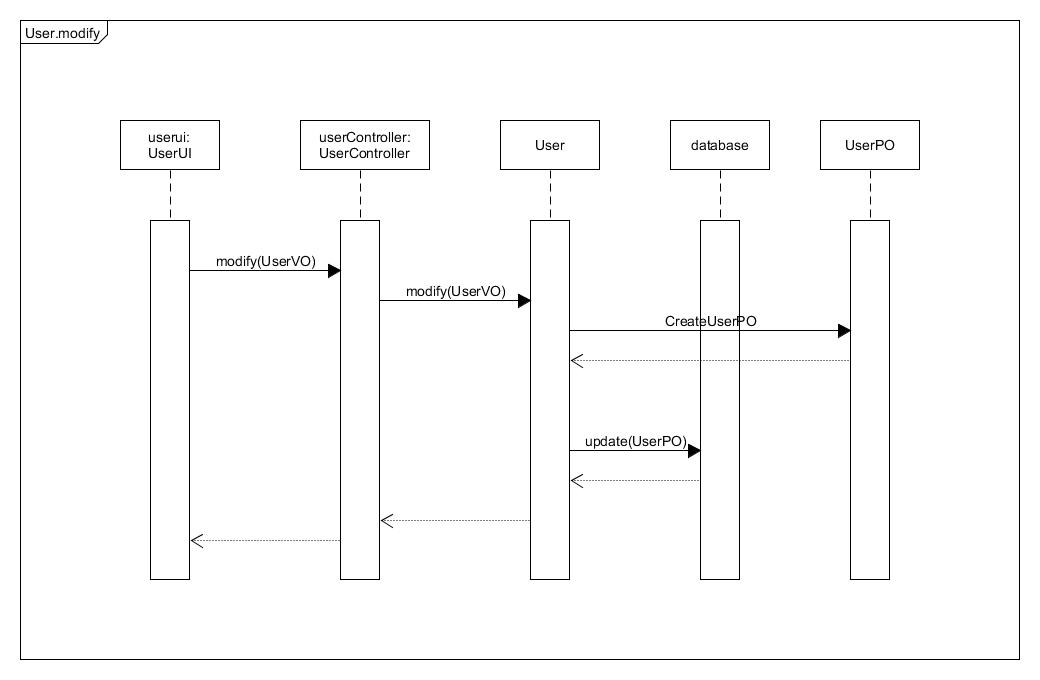 User.modify
userui:
UserUI
userController:
UserController
User
database
UserPO
modify(UserVO)
modify(UserVO)
CreateUserPO
update(UserPO)